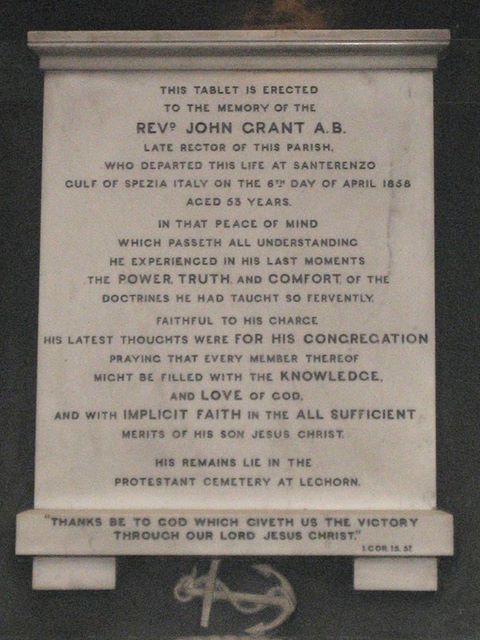 THIS TABLET IS ERECTED
TO THE MEMORY OF THE
REVD JOHN GRANT A.B.
LATE RECTOR OF THIS PARISH,
WHO DEPARTED THIS LIFE AT SANTERENZO
GULF OF SPEZIA ITALY ON THE 6TH DAY OF APRIL 1858
AGED 53 YEARS.
IN THAT PEACE OF MIND
WHICH PASSETH ALL UNDERSTANDING
HE EXPERIENCED IN HIS LAST MOMENTS
THE POWER, TRUTH, AND COMFORT, OF THE
DOCTRINES HE HAD TAUGHT SO FERVENTLY.
FAITHFUL TO HIS CHARGE
HIS LATEST THOUGHTS WERE FOR HIS CONGREGATION
PRAYING THAT EVERY MEMBER THEREOF
MIGHT BE FILLED WITH THE KNOWLEDGE,
AND LOVE OF GOD,
AND WITH IMPLICIT FAITH IN THE ALL SUFFICIENT
MERITS OF HIS SON JESUS CHRIST.
HIS REMAINS LIE IN THE
PROTESTANT CEMETERY AT LEGHORN.
"THANKS BE TO GOD WHICH GIVETH US THE VICTORY
THROUGH OUR LORD JESUS CHRIST."
1.COR.15.57